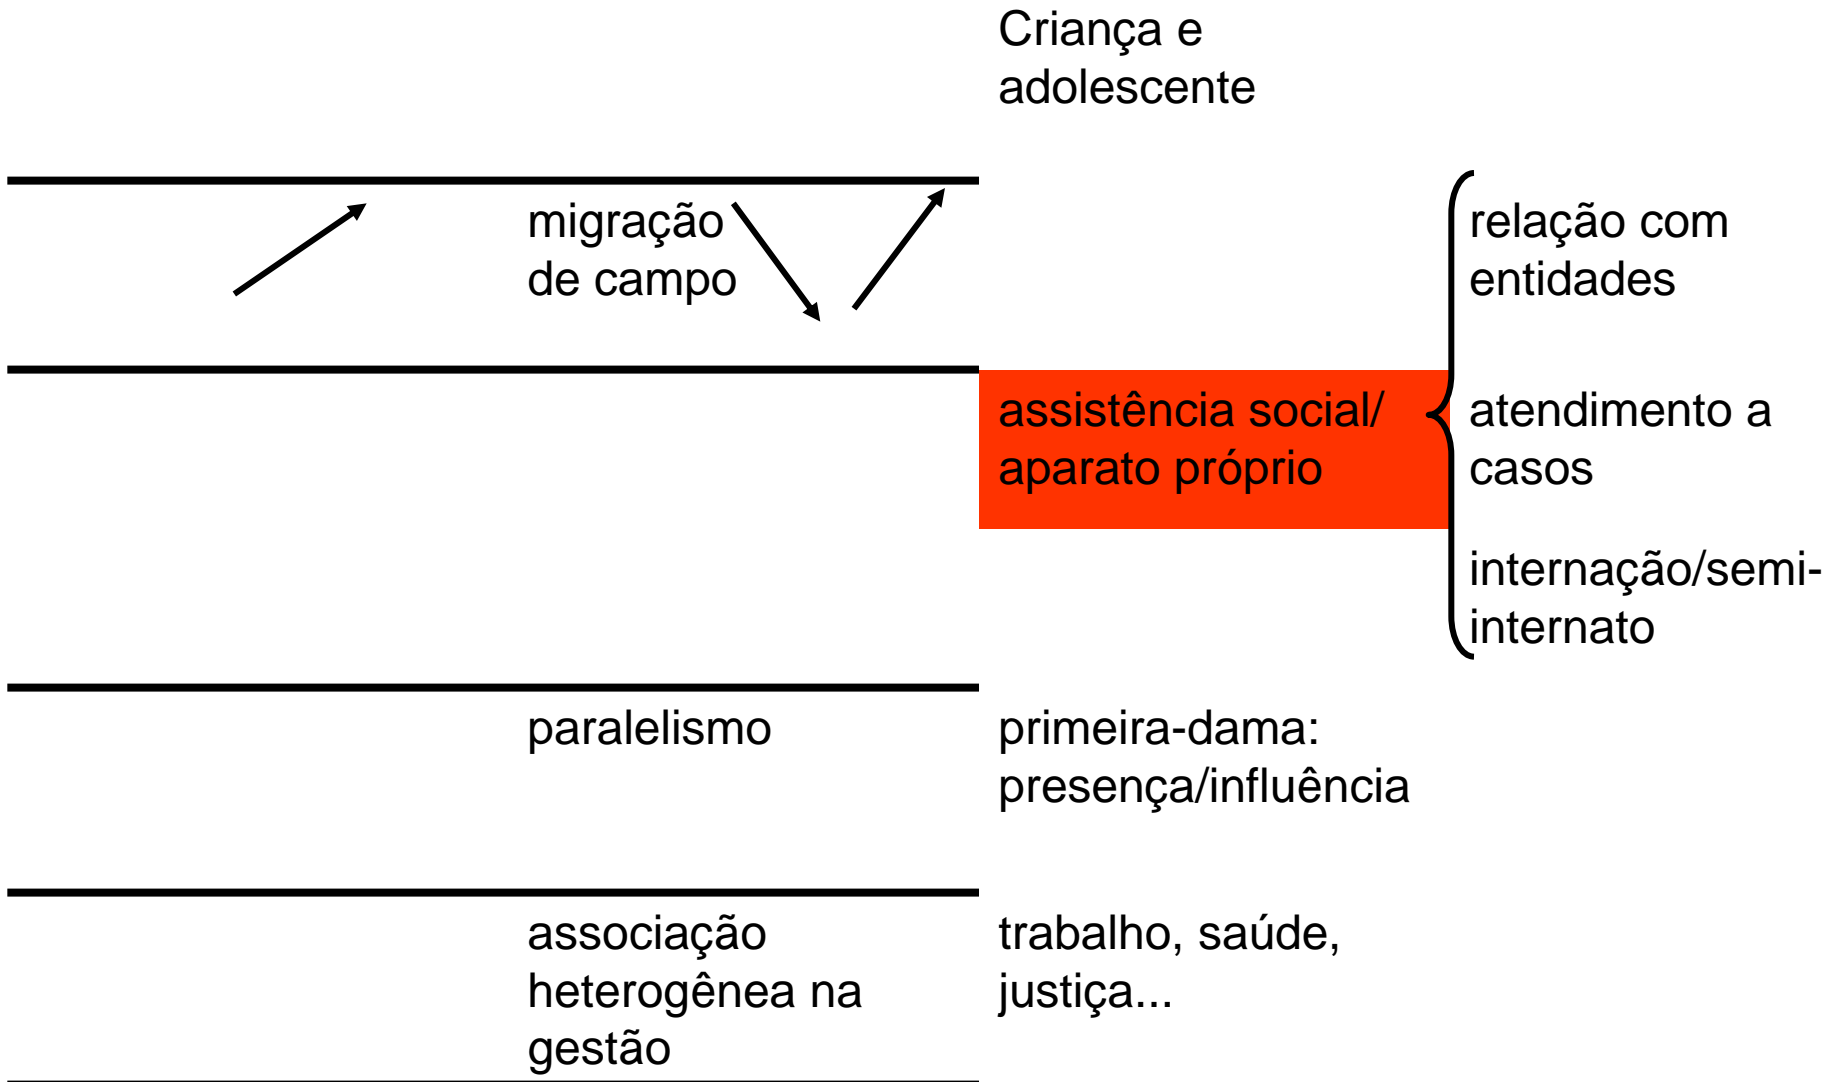 Criança e
adolescente
migração
de campo
relação com
entidades
assistência social/
aparato próprio
atendimento a
casos
internação/semi-
internato
paralelismo
primeira-dama:
presença/influência
associação
heterogênea na
gestão
trabalho, saúde,
justiça...